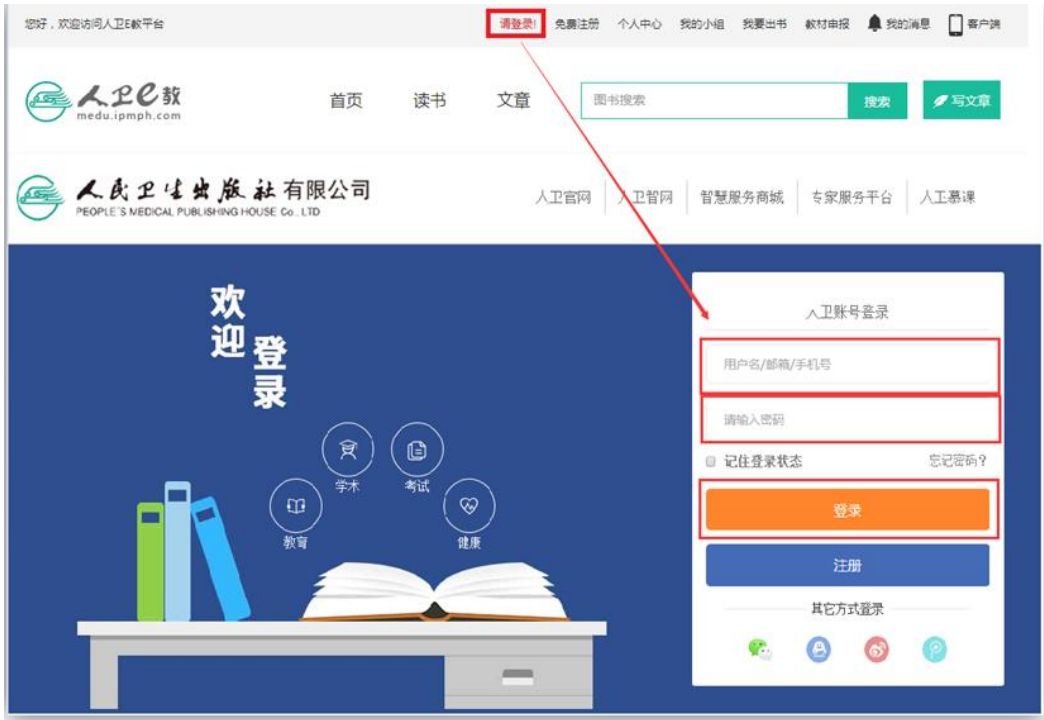 您好，欢迎访问人卫E教平台 请登录! 免费注册 个人中心 我的小组 我要出书 教材申报 我的消息 客户端
人卫e教 首页 读书 文章 图书搜索 搜索 写文章
medu.ipmph.com
人民卫生出版社有限公司 人卫官网 人卫智网 智慧服务商城 专家服务平台 人卫慕课
PEOPLE'S MEDICAL PUBLISHING HOUSE Co., LTD
欢迎
登录
人卫账号登录
用户名/邮箱/手机号
请输入密码
记住登录状态 忘记密码?
学术 考试
教育 健康
登录
注册
其它方式登录